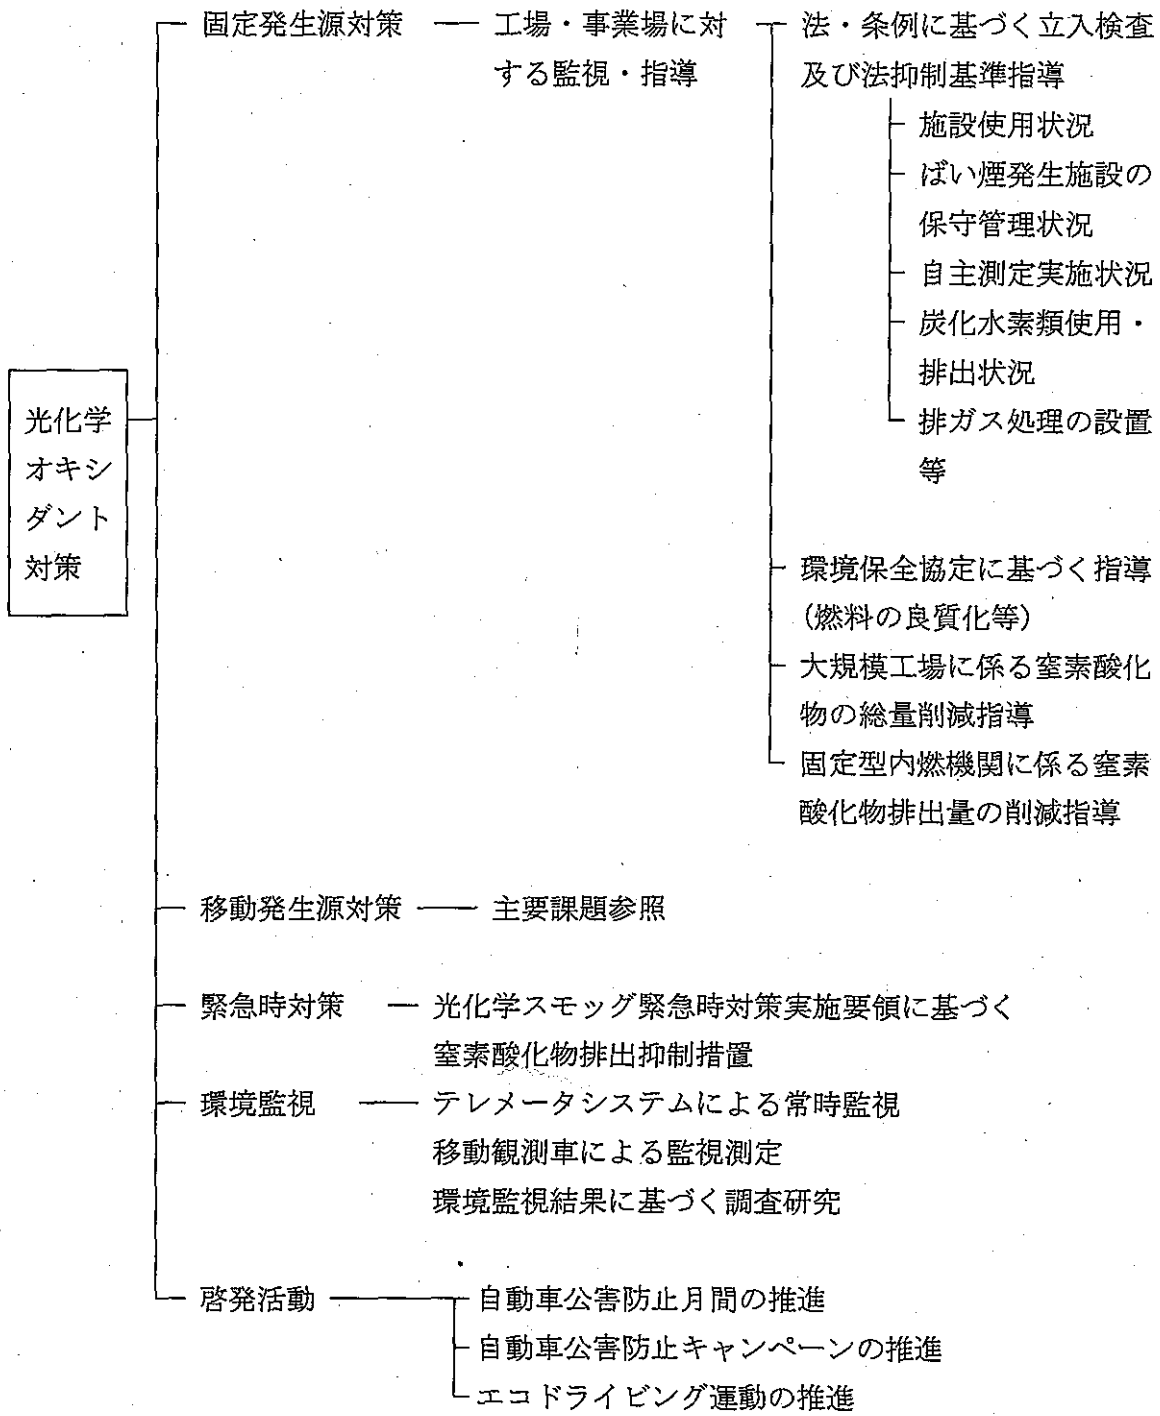 光化学
オキシ
ダント
対策
固定発生源対策
工場・事業場に対
する監視・指導
法・条例に基づく立入検査
及び法抑制基準指導
施設使用状況
ばい煙発生施設の
保守管理状況
自主測定実施状況
炭化水素類使用・
排出状況
排ガス処理の設置
等
環境保全協定に基づく指導
(燃料の良質化等)
大規模工場に係る窒素酸化
物の総量削減指導
固定型内燃機関に係る窒素
酸化物排出量の削減指導
移動発生源対策
主要課題参照
緊急時対策
光化学スモッグ緊急時対策実施要領に基づく
窒素酸化物排出抑制措置
環境監視
テレメータシステムによる常時監視
移動観測車による監視測定
環境監視結果に基づく調査研究
啓発活動
自動車公害防止月間の推進
自動車公害防止キャンペーンの推進
エコドライビング運動の推進